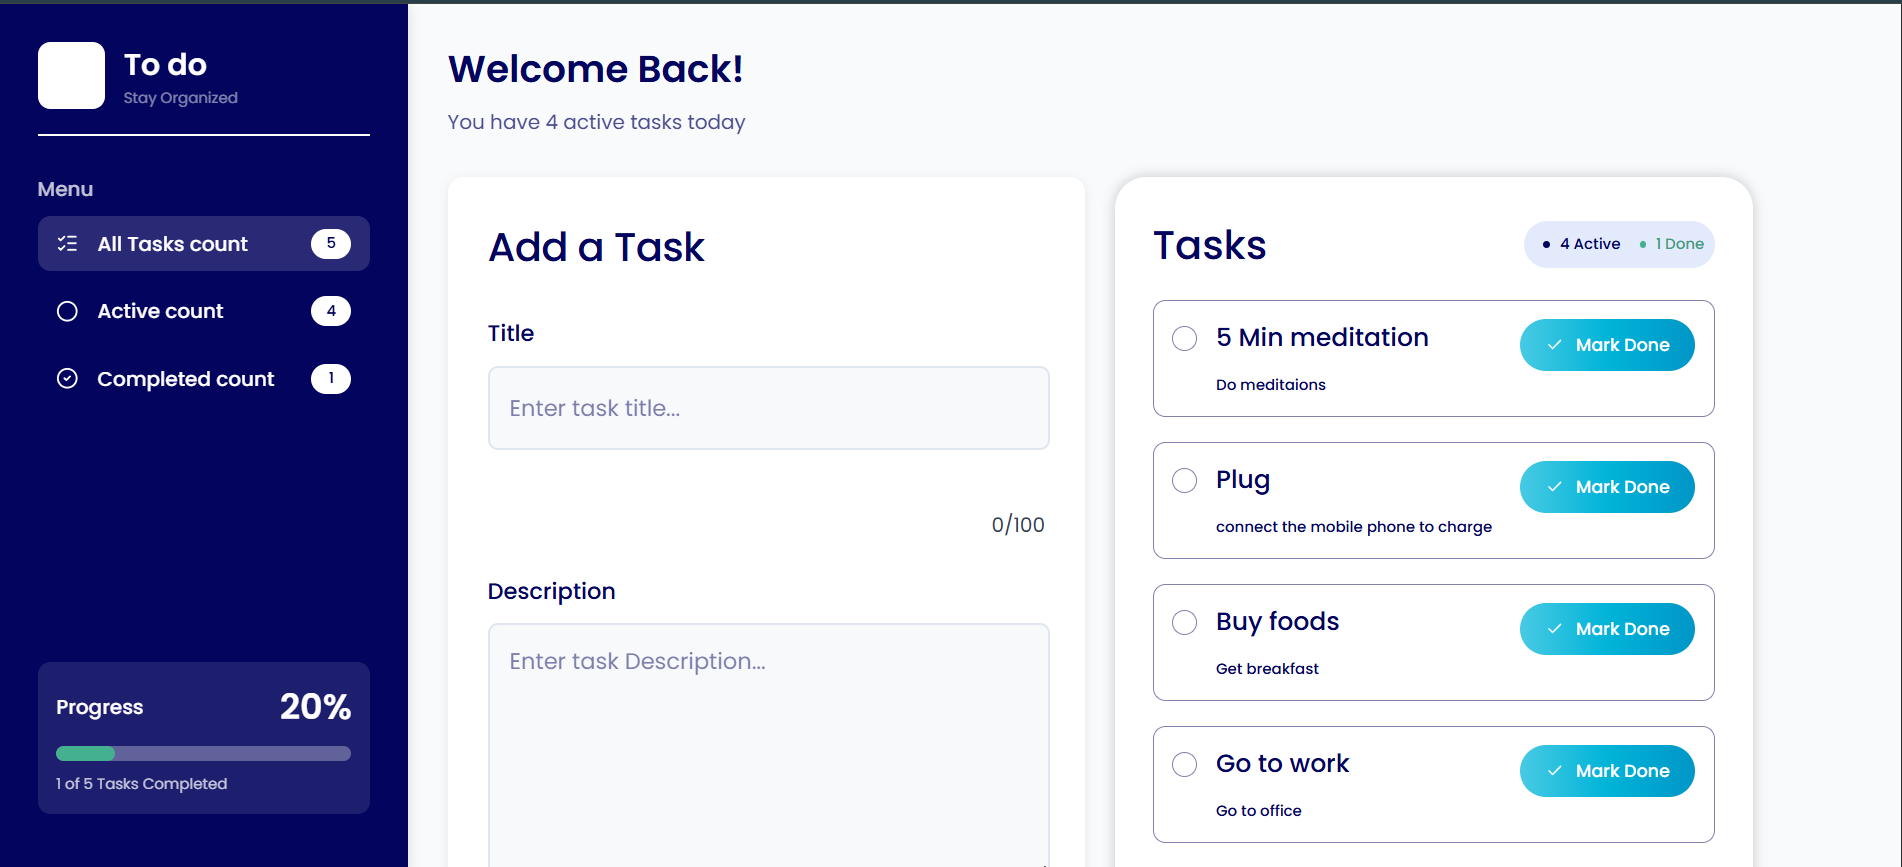 To do
Stay Organized
Menu
All Tasks count 5
Active count 4
Completed count 1
Progress 20%
1 of 5 Tasks Completed
Welcome Back!
You have 4 active tasks today
Add a Task
Title
Enter task title...
0/100
Description
Enter task Description...
Tasks
4 Active 1 Done
5 Min meditation
Mark Done
Do meditaions
Plug
Mark Done
connect the mobile phone to charge
Buy foods
Mark Done
Get breakfast
Go to work
Mark Done
Go to office